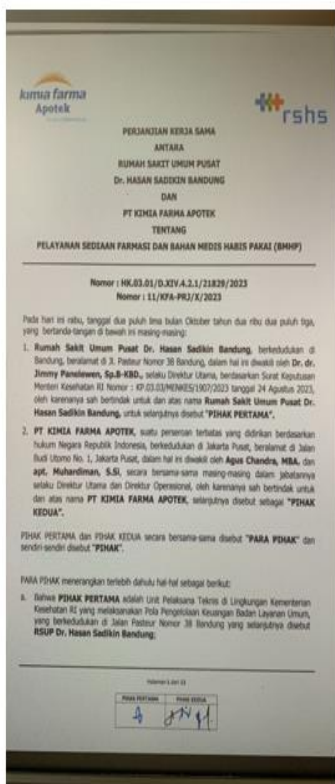 kimia farma
Apotek
rshs
PERJANJIAN KERJA SAMA
ANTARA
RUMAH SAKIT UMUM PUSAT
Dr. HASAN SADIKIN BANDUNG
DAN
PT KIMIA FARMA APOTEK
TENTANG
PELAYANAN SEDIAAN FARMASI DAN BAHAN MEDIS HABIS PAKAI (BMHP)
Nomor : HK.03.01/D.XIV.4.2.1/21829/2023
Nomor : 11/KFA-PRJ/X/2023
Pada hari ini rabu, tanggal dua puluh lima bulan Oktober tahun dua ribu dua puluh tiga,
yang bertanda-tangan di bawah ini masing-masing:
1. Rumah Sakit Umum Pusat Dr. Hasan Sadikin Bandung, berkedudukan di
Bandung, beralamat di Jl. Pasteur Nomor 38 Bandung, dalam hal ini diwakili oleh Dr. dr.
Jimmy Panelewen, Sp.B-KBD., selaku Direktur Utama, berdasarkan Surat Keputusan
Menteri Kesehatan RI Nomor : KP.03.03/MENKES/1907/2023 tanggal 24 Agustus 2023,
oleh karenanya sah bertindak untuk dan atas nama Rumah Sakit Umum Pusat Dr.
Hasan Sadikin Bandung, untuk selanjutnya disebut "PIHAK PERTAMA".
2. PT KIMIA FARMA APOTEK, suatu perseroan terbatas yang didirikan berdasarkan
hukum Negara Republik Indonesia, berkedudukan di Jakarta Pusat, beralamat di Jalan
Budi Utomo No. 1, Jakarta Pusat, dalam hal ini diwakili oleh Agus Chandra, MBA, dan
apt. Muhardiman, S.Si, secara bersama-sama masing-masing dalam jabatannya
selaku Direktur Utama dan Direktur Operasional, oleh karenanya sah bertindak untuk
dan atas nama PT KIMIA FARMA APOTEK, selanjutnya disebut sebagai "PIHAK
KEDUA".
PIHAK PERTAMA dan PIHAK KEDUA secara bersama-sama disebut "PARA PIHAK" dan
sendiri-sendiri disebut "PIHAK".
PARA PIHAK menerangkan terlebih dahulu hal-hal sebagai berikut:
a. Bahwa PIHAK PERTAMA adalah Unit Pelaksana Teknis di Lingkungan Kementerian
Kesehatan RI yang melaksanakan Pola Pengelolaan Keuangan Badan Layanan Umum,
yang berkedudukan di Jalan Pasteur Nomor 38 Bandung yang selanjutnya disebut
RSUP Dr. Hasan Sadikin Bandung;
PIHAK PERTAMA PIHAK KEDUA